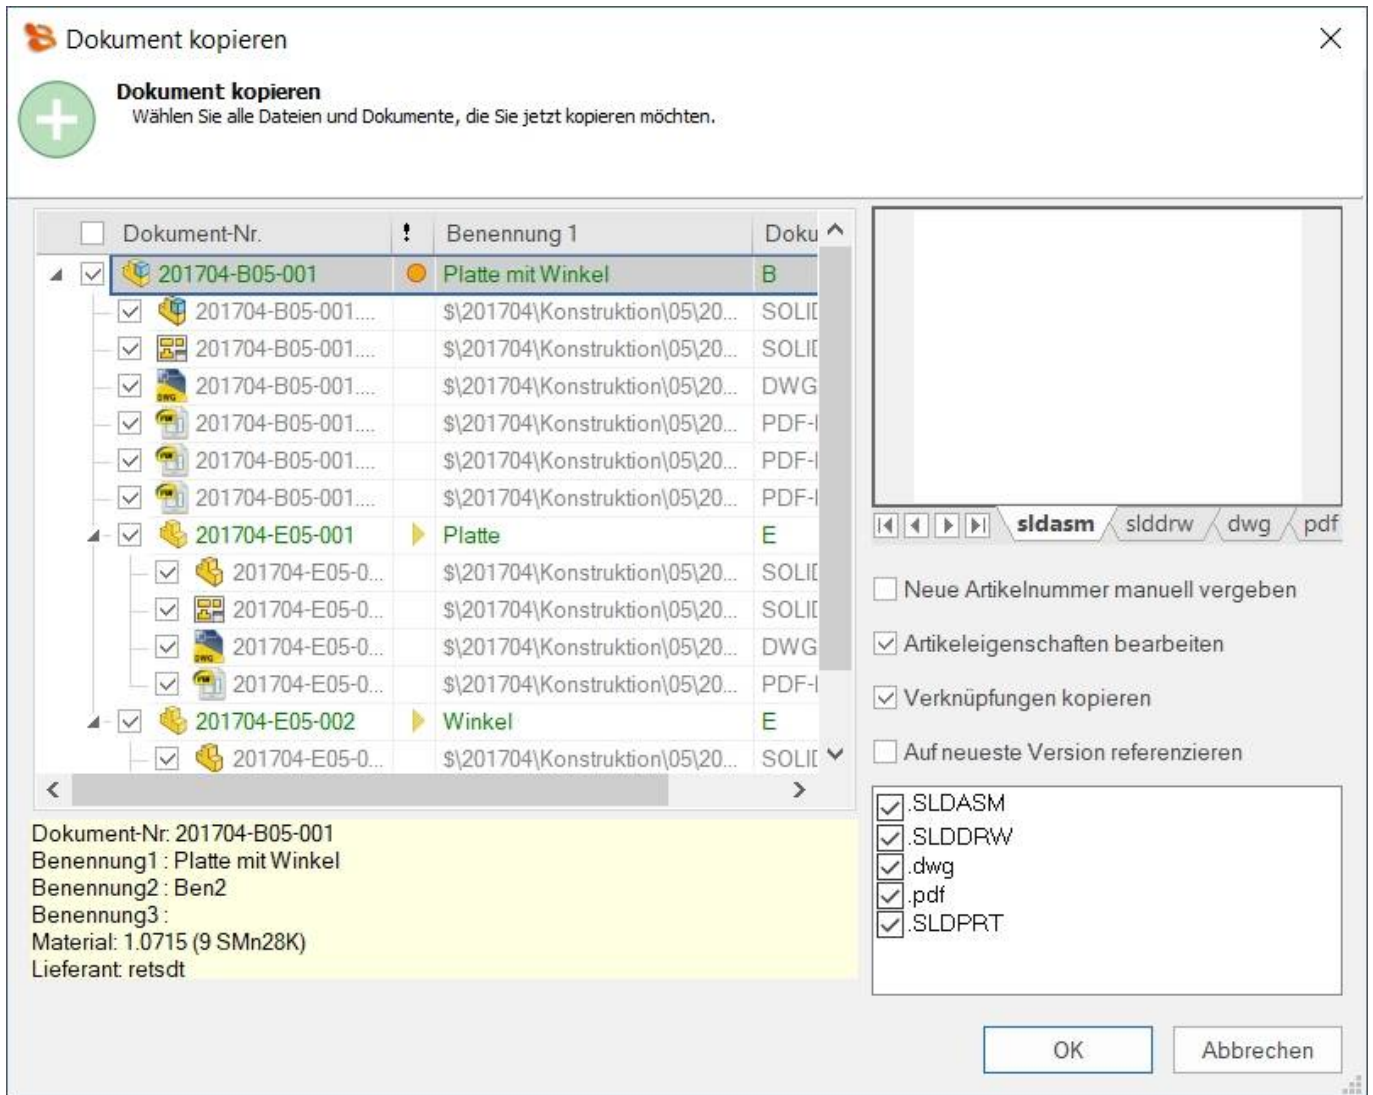 Dokument kopieren
Dokument kopieren
Wählen Sie alle Dateien und Dokumente, die Sie jetzt kopieren möchten.
Dokument-Nr. ! Benennung 1 Doku
201704-B05-001 Platte mit Winkel B
201704-B05-001.... $\201704\Konstruktion\05\20... SOLID
201704-B05-001.... $\201704\Konstruktion\05\20... SOLID
DWG 201704-B05-001.... $\201704\Konstruktion\05\20... DWG
201704-B05-001.... $\201704\Konstruktion\05\20... PDF-I
201704-B05-001.... $\201704\Konstruktion\05\20... PDF-I
201704-B05-001.... $\201704\Konstruktion\05\20... PDF-I
201704-E05-001 Platte E
201704-E05-0... $\201704\Konstruktion\05\20... SOLID
201704-E05-0... $\201704\Konstruktion\05\20... SOLID
DWG 201704-E05-0... $\201704\Konstruktion\05\20... DWG
201704-E05-0... $\201704\Konstruktion\05\20... PDF-I
201704-E05-002 Winkel E
201704-E05-0... $\201704\Konstruktion\05\20... SOLID
Dokument-Nr: 201704-B05-001
Benennung1 : Platte mit Winkel
Benennung2 : Ben2
Benennung3 :
Material: 1.0715 (9 SMn28K)
Lieferant: retsdt
sldasm slddrw dwg pdf
Neue Artikelnummer manuell vergeben
Artikeleigenschaften bearbeiten
Verknüpfungen kopieren
Auf neueste Version referenzieren
.SLDASM
.SLDDRW
.dwg
.pdf
.SLDPRT
OK Abbrechen